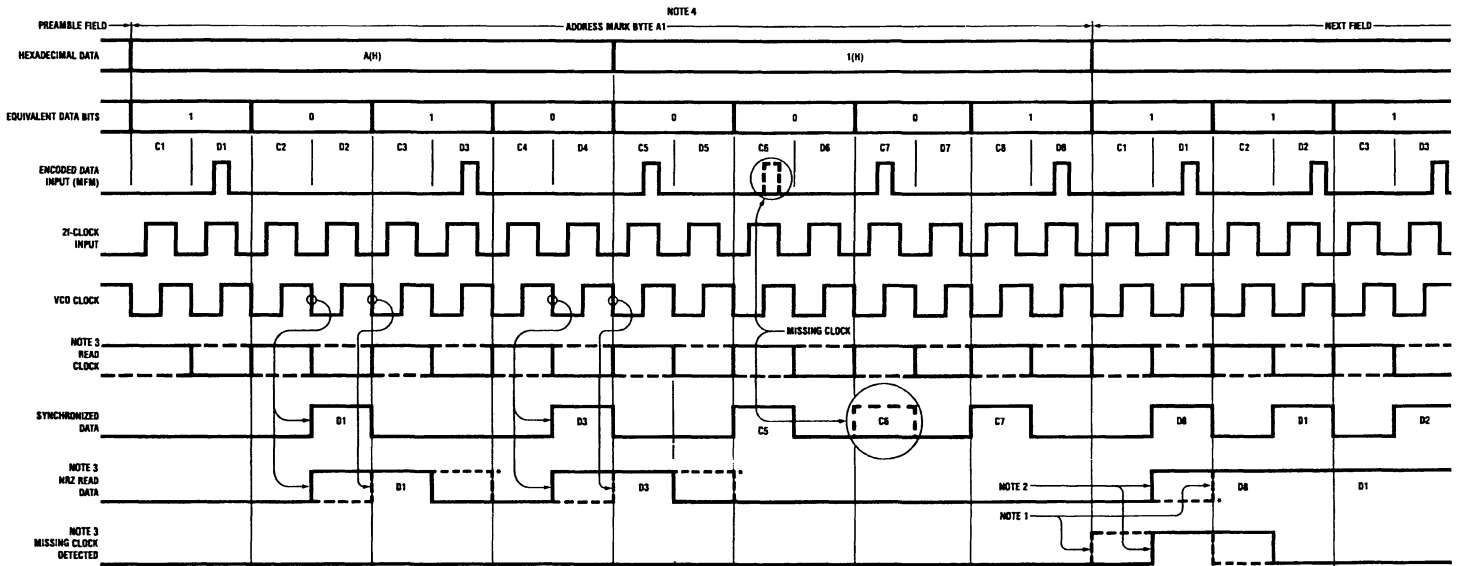 NOTE 4
PREAMBLE FIELD ADDRESS MARK BYTE A1 NEXT FIELD
HEXADECIMAL DATA A(H) 1(H)
EQUIVALENT DATA BITS 1 0 1 0 0 0 0 1 1 1 1
C1 D1 C2 D2 C3 D3 C4 D4 C5 D5 C6 D6 C7 D7 C8 D8 C1 D1 C2 D2 C3 D3
ENCODED DATA
INPUT (MFM)
2f-CLOCK
INPUT
VCO CLOCK
MISSING CLOCK
NOTE 3
READ
CLOCK
SYNCHRONIZED
DATA
D1 D3 C5 C6 C7 D8 D1 D2
NOTE 3
NRZ READ
DATA
D1 D3 NOTE 2 D8 D1
NOTE 1
NOTE 3
MISSING CLOCK
DETECTED